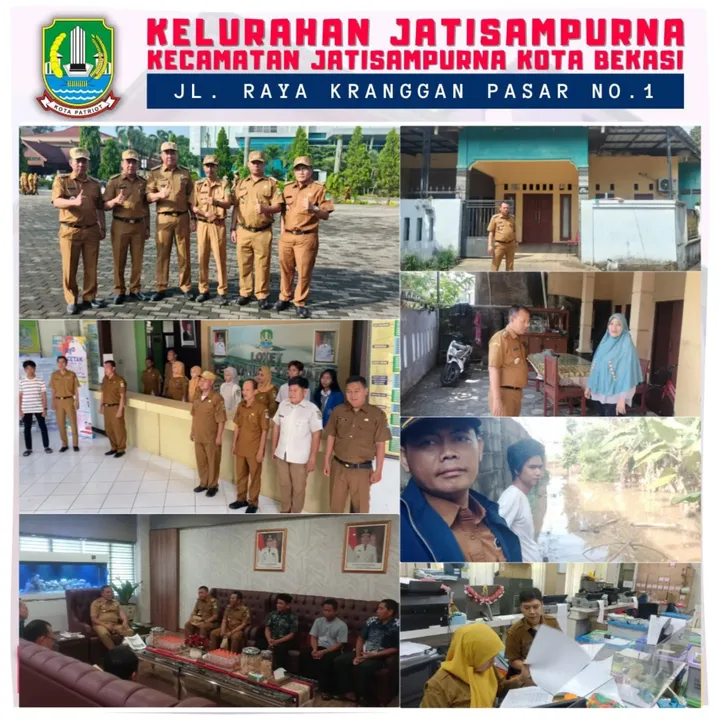 KELURAHAN JATISAMPURNA
KECAMATAN JATISAMPURNA KOTA BEKASI
JL. RAYA KRANGGAN PASAR NO.1
KOTA PATRIOT
LOKET